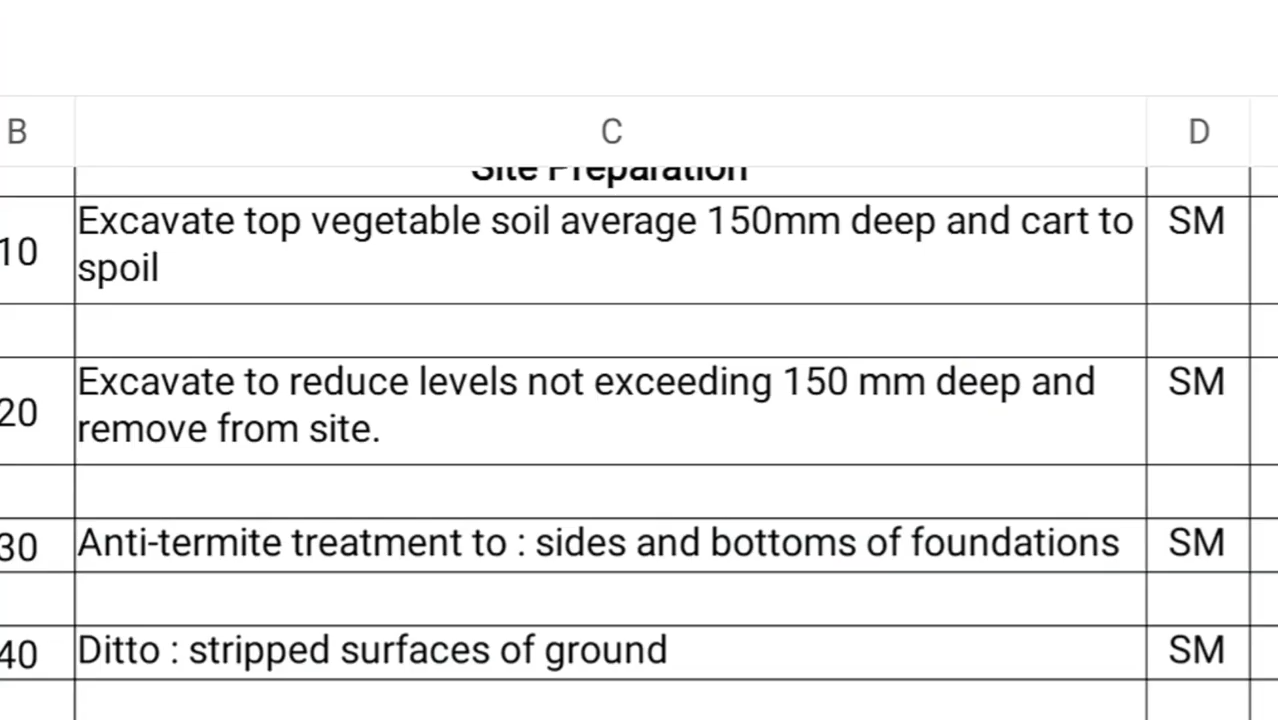 B C D
Site Preparation
10 Excavate top vegetable soil average 150mm deep and cart to SM
spoil
20 Excavate to reduce levels not exceeding 150 mm deep and SM
remove from site.
30 Anti-termite treatment to : sides and bottoms of foundations SM
40 Ditto : stripped surfaces of ground SM